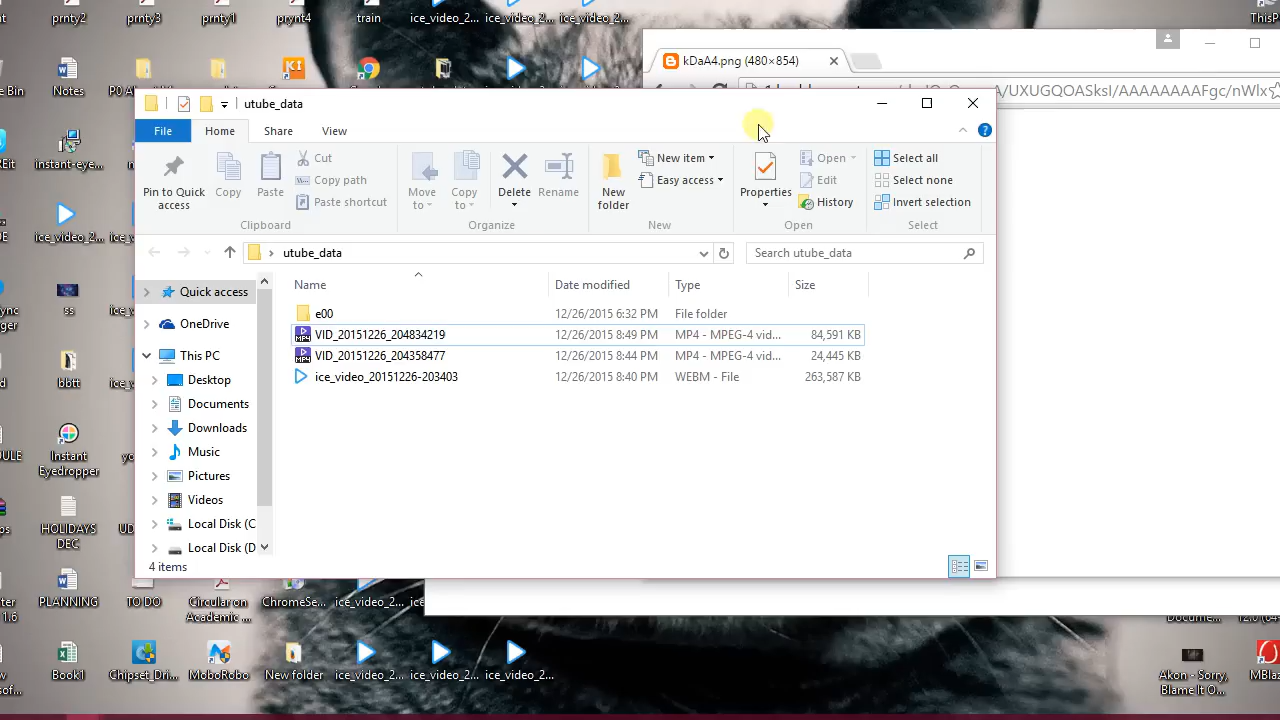 prnty2
prnty3
prynt4
train
ice_video_2...
ice_video_2...
ice_video_2...
kDaA4.png (480×854)
e Bin
Notes
utube_data
File
Home
Share
View
Pin to Quick
access
Copy
Paste
Cut
Copy path
Paste shortcut
Clipboard
Move
to
Copy
to
Delete
Rename
Organize
New
folder
New item
Easy access
New
Properties
Open
Edit
History
Open
Select all
Select none
Invert selection
Select
utube_data
Search utube_data
Name
Date modified
Type
Size
e00
12/26/2015 6:32 PM
File folder
VID_20151226_204834219
12/26/2015 8:49 PM
MP4 - MPEG-4 vid...
84,591 KB
VID_20151226_204358477
12/26/2015 8:44 PM
MP4 - MPEG-4 vid...
24,445 KB
ice_video_20151226-203403
12/26/2015 8:40 PM
WEBM - File
263,587 KB
Quick access
OneDrive
This PC
Desktop
Documents
Downloads
Music
Pictures
Videos
Local Disk (C
Local Disk (D
4 items
instant-eye...
ice_video_2...
ss
bbtt
Instant
Eyedropper
HOLIDAYS
DEC
PLANNING
TO DO
Circular on
Academic ...
ChromeSe...
ice_video_2...
Book1
Chipset_Dri...
MoboRobo
New folder
ice_video_2...
ice_video_2...
ice_video_2...
Akon - Sorry,
Blame It O...
MBlaz